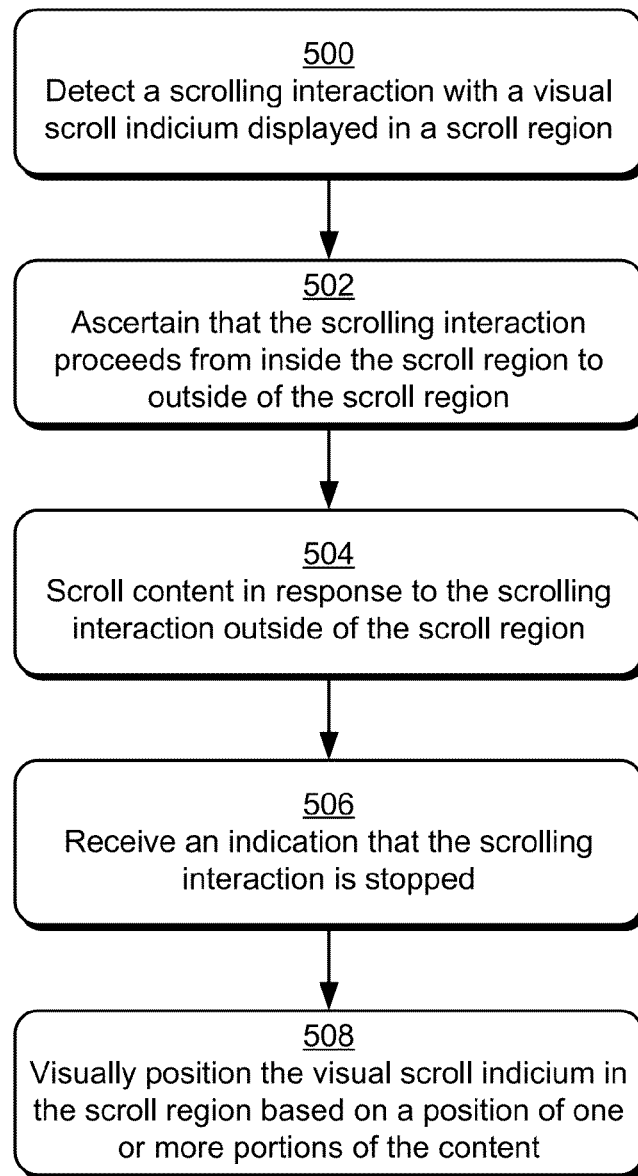 500
Detect a scrolling interaction with a visual
scroll indicium displayed in a scroll region
502
Ascertain that the scrolling interaction
proceeds from inside the scroll region to
outside of the scroll region
504
Scroll content in response to the scrolling
interaction outside of the scroll region
506
Receive an indication that the scrolling
interaction is stopped
508
Visually position the visual scroll indicium in
the scroll region based on a position of one
or more portions of the content